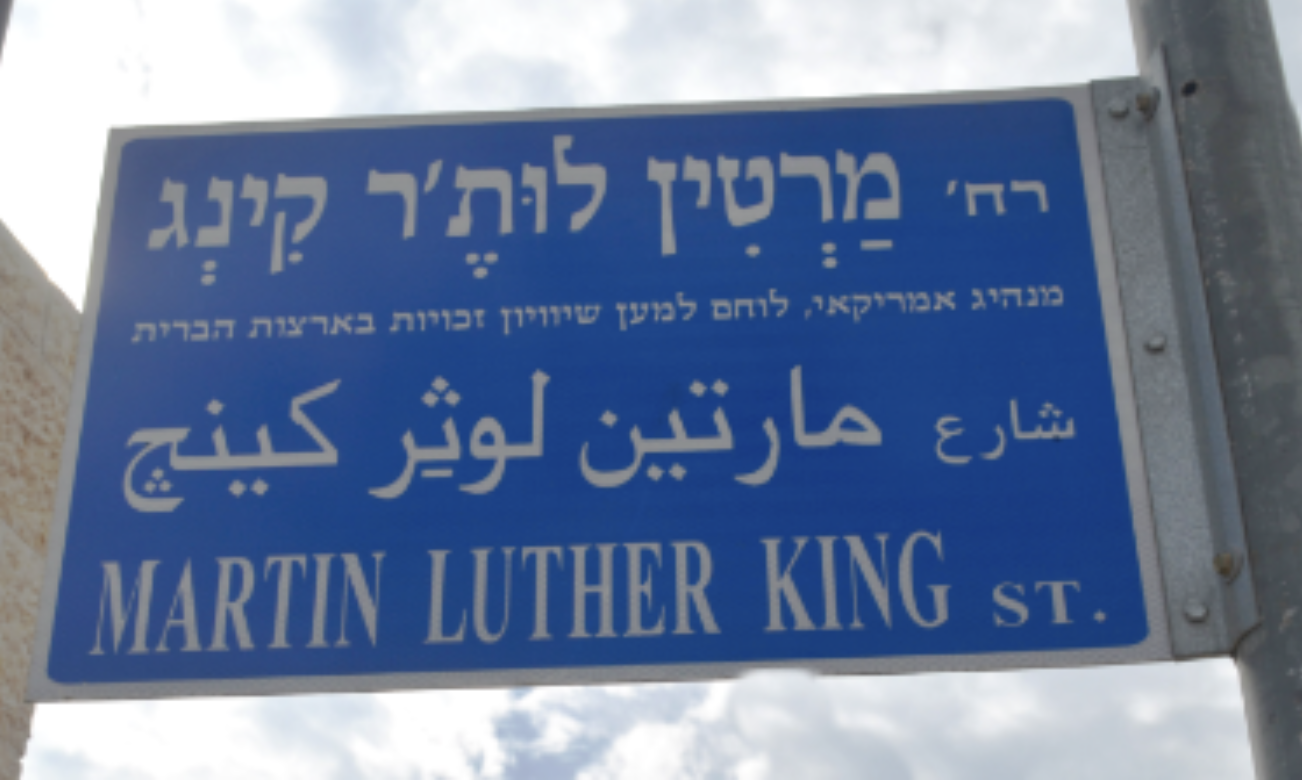 רח' מַרְטִין לוּתֶ'ר קִינְג
מנהיג אמריקאי, לוחם למען שיוויון זכויות בארצות הברית
شارع مارتين لوثِر كينچ
MARTIN LUTHER KING ST.